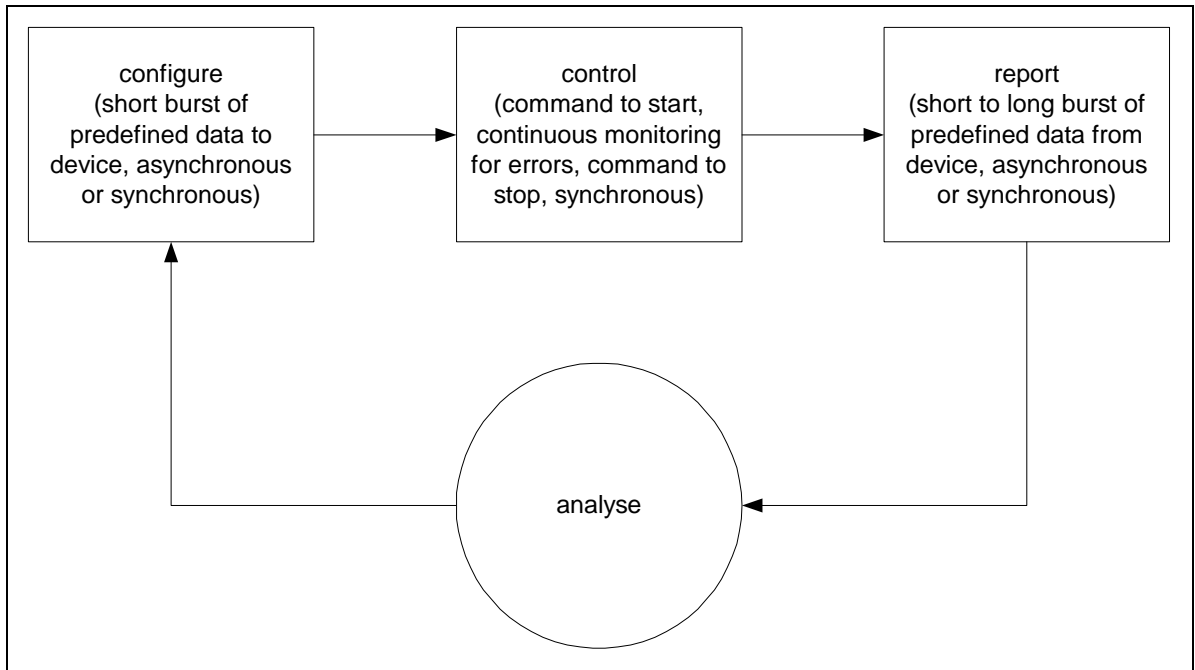 configure
(short burst of
predefined data to
device, asynchronous
or synchronous)
control
(command to start,
continuous monitoring
for errors, command to
stop, synchronous)
report
(short to long burst of
predefined data from
device, asynchronous
or synchronous)
analyse